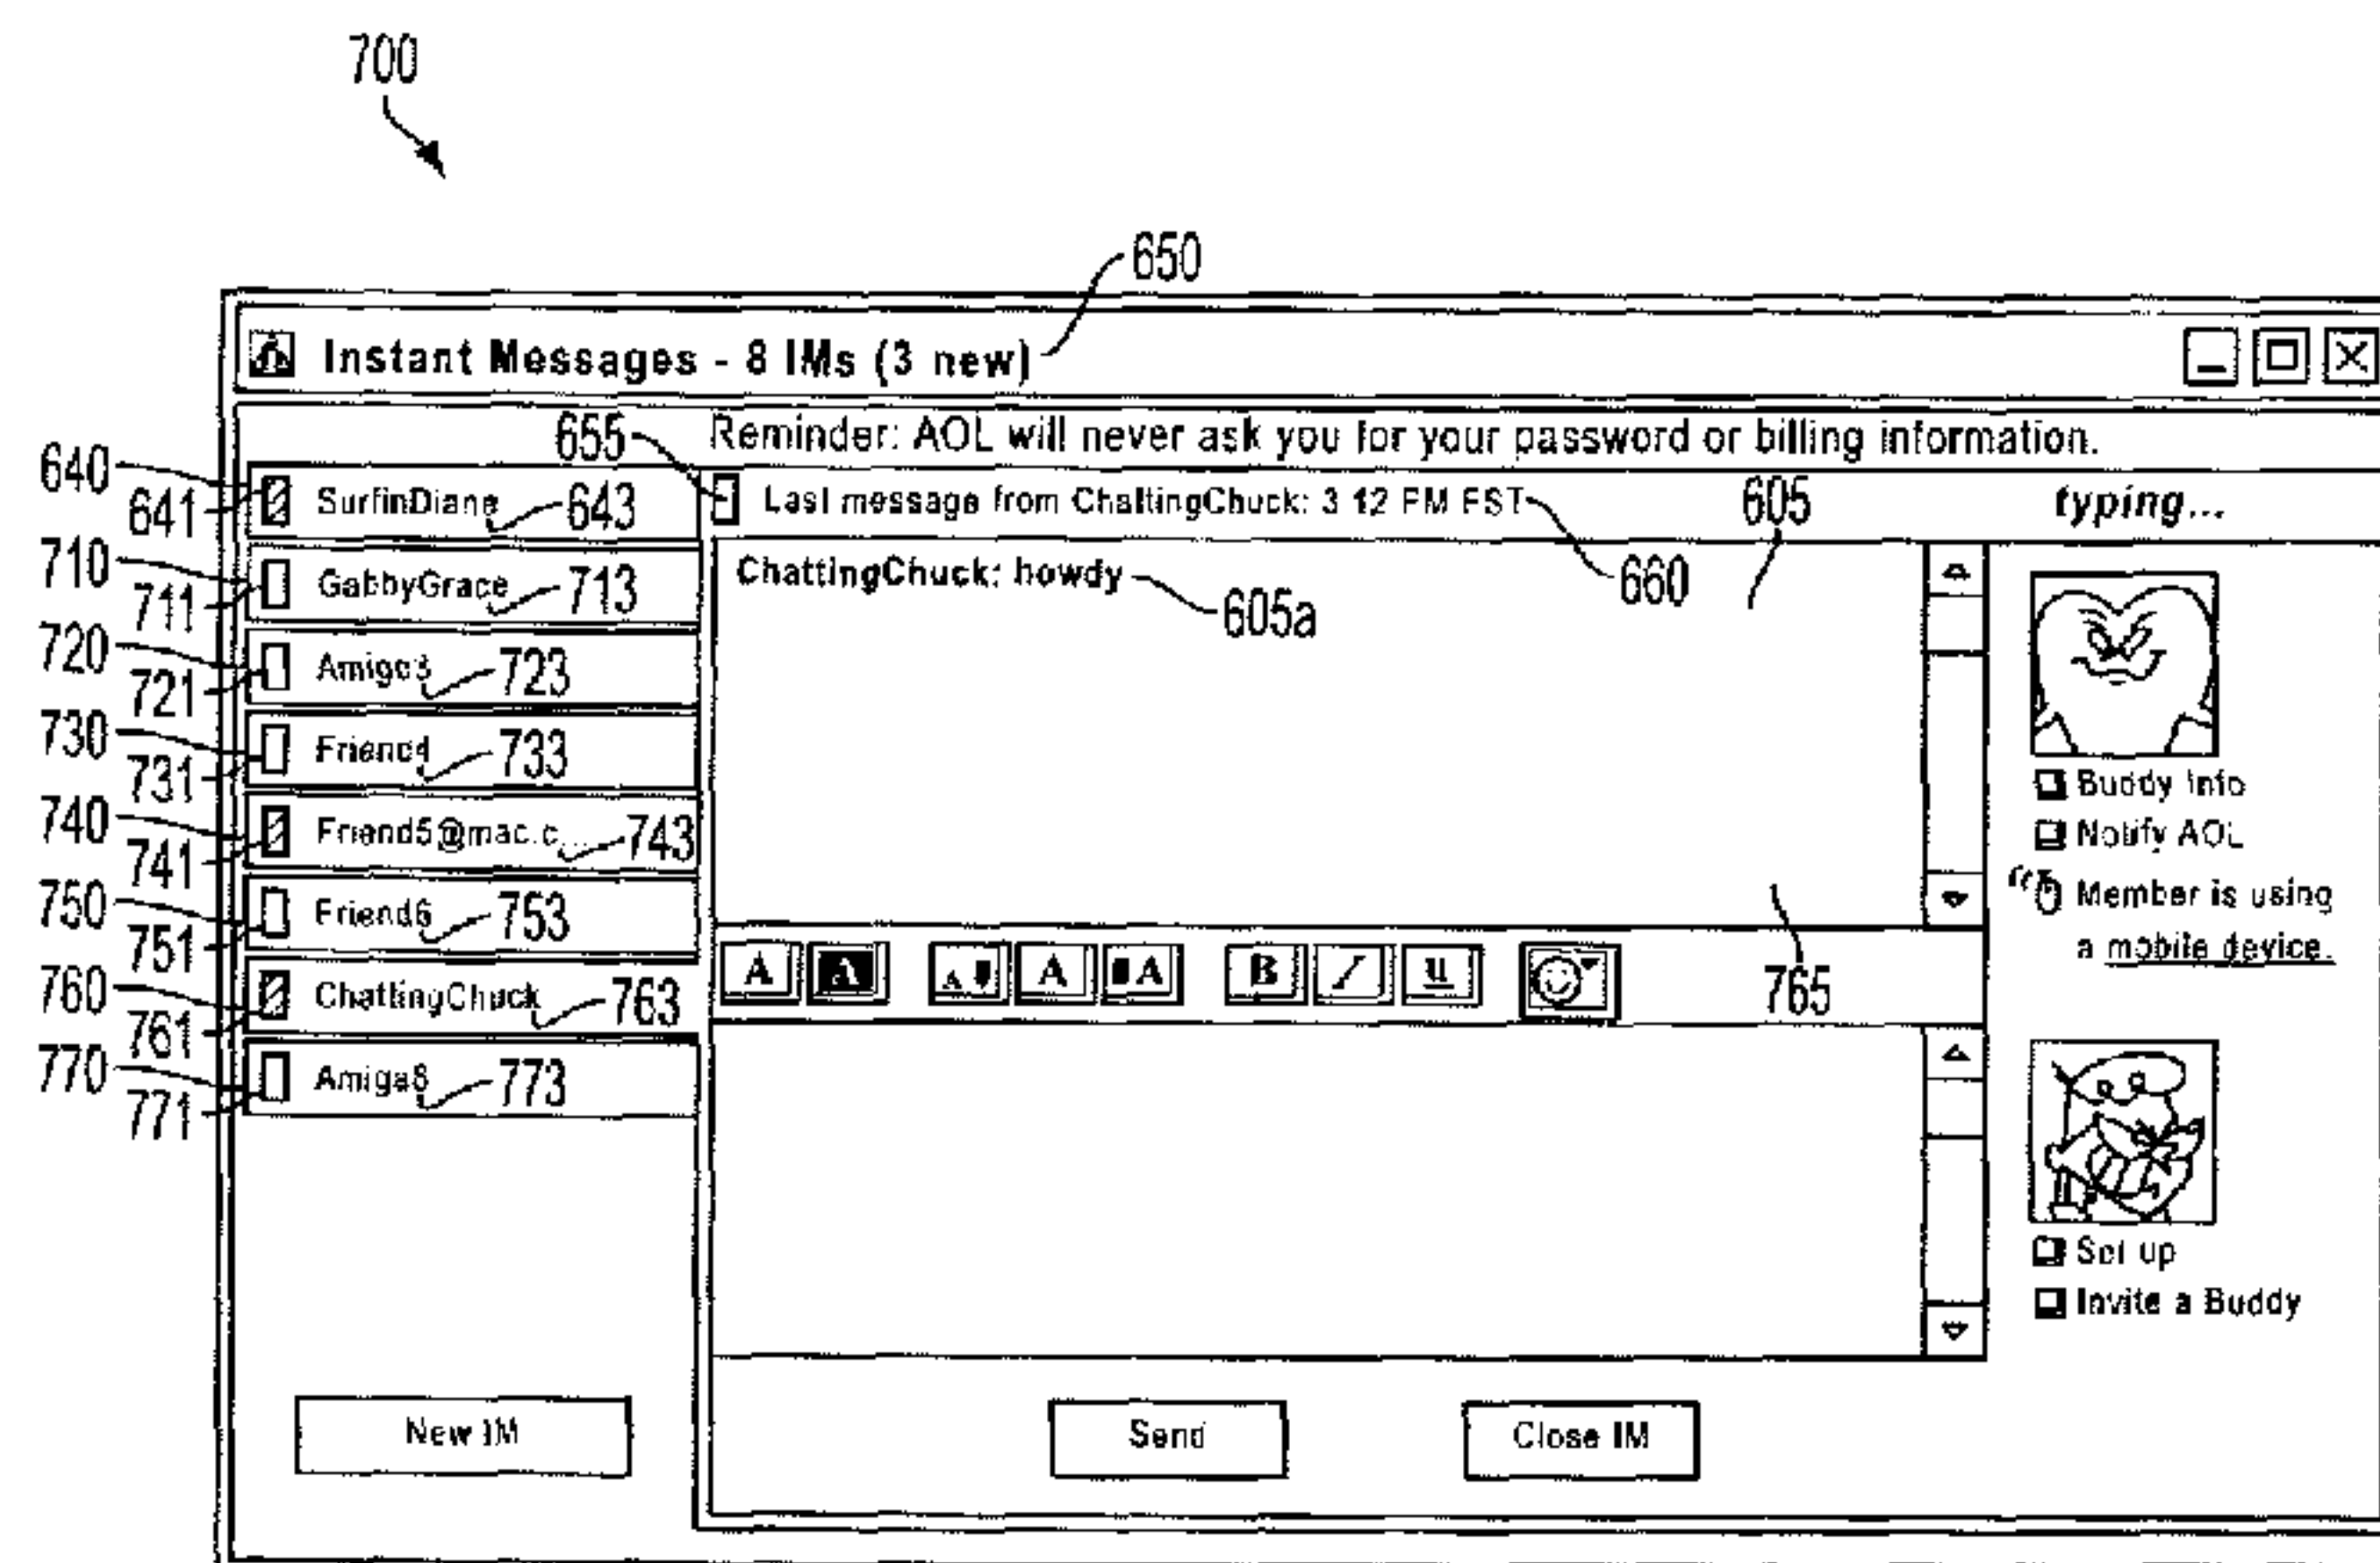 700
650
Instant Messages - 8 IMs (3 new)
655 Reminder: AOL will never ask you for your password or billing information.
640 641 SurfinDiane 643 Last message from ChattingChuck: 3 12 PM EST 605 typing...
710 711 GabbyGrace 713 ChattingChuck: howdy 605a 660
720 721 Amigo3 723
730 731 Friend4 733
Buddy Info
740 741 Friend5@mac.c... 743 Notify AOL
750 751 Friend6 753 Member is using
a mobile device.
A A A A A B I U 765
760 761 ChattingChuck 763
770 771 Amiga8 773
Set up
Invite a Buddy
New IM Send Close IM